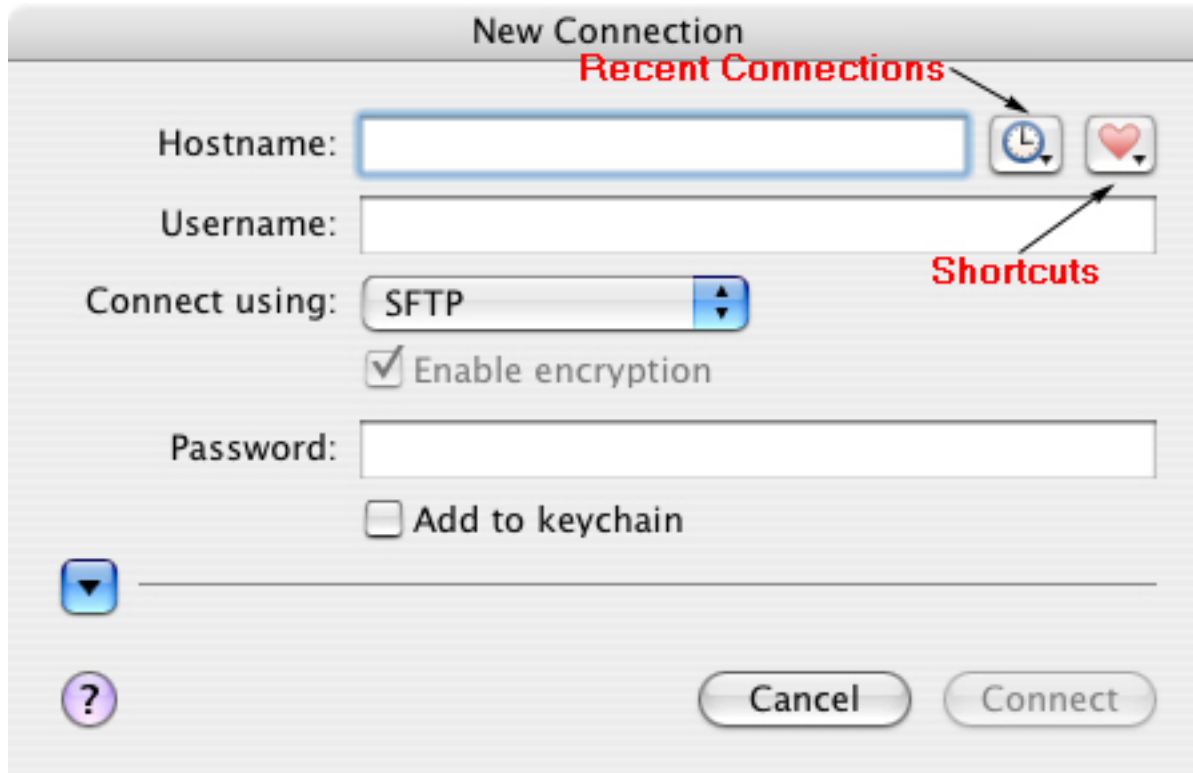 New Connection
Recent Connections
Hostname:
Username:
Shortcuts
Connect using: SFTP
Enable encryption
Password:
Add to keychain
? Cancel Connect